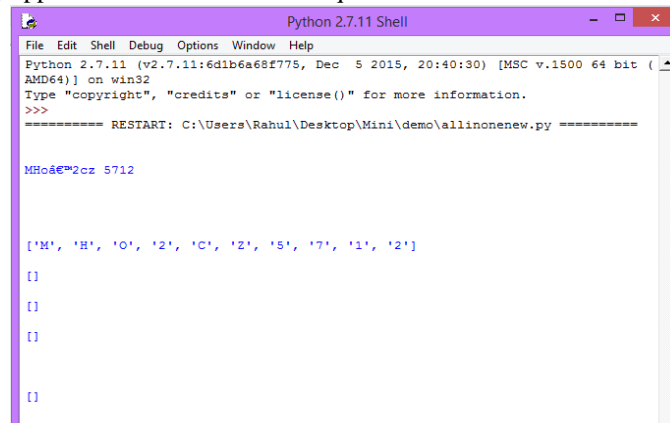 Python 2.7.11 Shell
File Edit Shell Debug Options Window Help
Python 2.7.11 (v2.7.11:6d1b6a68f775, Dec  5 2015, 20:40:30) [MSC v.1500 64 bit (
AMD64)] on win32
Type "copyright", "credits" or "license()" for more information.
>>>
========== RESTART: C:\Users\Rahul\Desktop\Mini\demo\allinonenew.py ==========
MHoâ€™2cz 5712
['M', 'H', 'O', '2', 'C', 'Z', '5', '7', '1', '2']
[]
[]
[]
[]